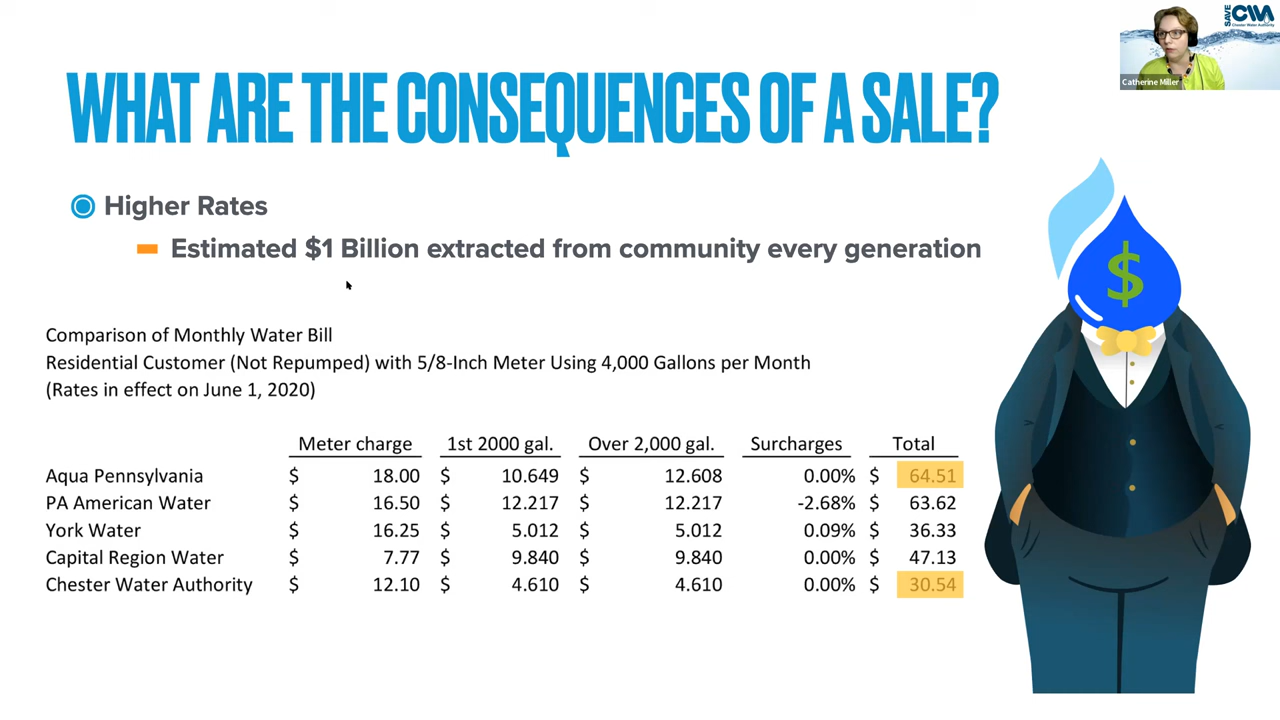 SAVE CWA
Chester Water Authority
Catherine Miller
WHAT ARE THE CONSEQUENCES OF A SALE?
Higher Rates
Estimated $1 Billion extracted from community every generation
$
Comparison of Monthly Water Bill
Residential Customer (Not Repumped) with 5/8-Inch Meter Using 4,000 Gallons per Month
(Rates in effect on June 1, 2020)
Meter charge 1st 2000 gal. Over 2,000 gal. Surcharges Total
Aqua Pennsylvania $ 18.00 $ 10.649 $ 12.608 0.00% $ 64.51
PA American Water $ 16.50 $ 12.217 $ 12.217 -2.68% $ 63.62
York Water $ 16.25 $ 5.012 $ 5.012 0.09% $ 36.33
Capital Region Water $ 7.77 $ 9.840 $ 9.840 0.00% $ 47.13
Chester Water Authority $ 12.10 $ 4.610 $ 4.610 0.00% $ 30.54